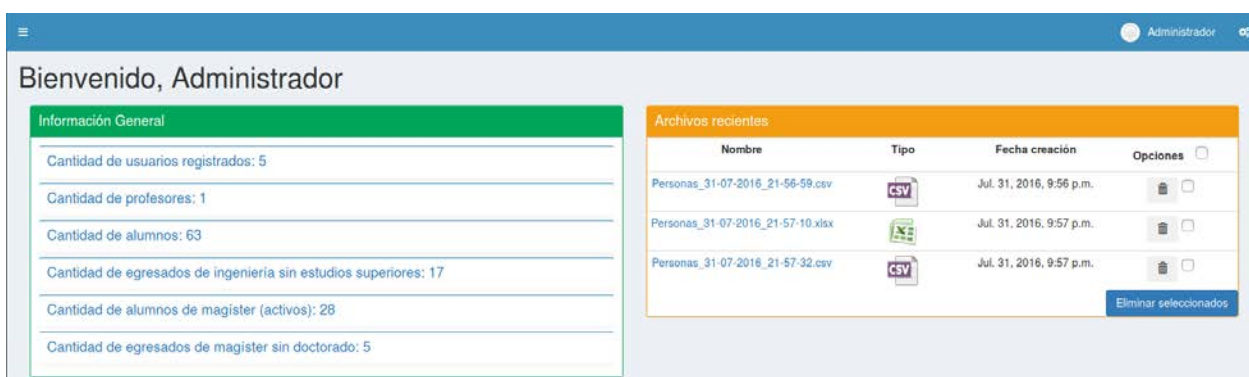 Administrador
Bienvenido, Administrador
Información General
Cantidad de usuarios registrados: 5
Cantidad de profesores: 1
Cantidad de alumnos: 63
Cantidad de egresados de ingeniería sin estudios superiores: 17
Cantidad de alumnos de magíster (activos): 28
Cantidad de egresados de magíster sin doctorado: 5
Archivos recientes
Nombre Tipo Fecha creación Opciones
Personas_31-07-2016_21-56-59.csv CSV Jul. 31, 2016, 9:56 p.m.
Personas_31-07-2016_21-57-10.xlsx X Jul. 31, 2016, 9:57 p.m.
Personas_31-07-2016_21-57-32.csv CSV Jul. 31, 2016, 9:57 p.m.
Eliminar seleccionados